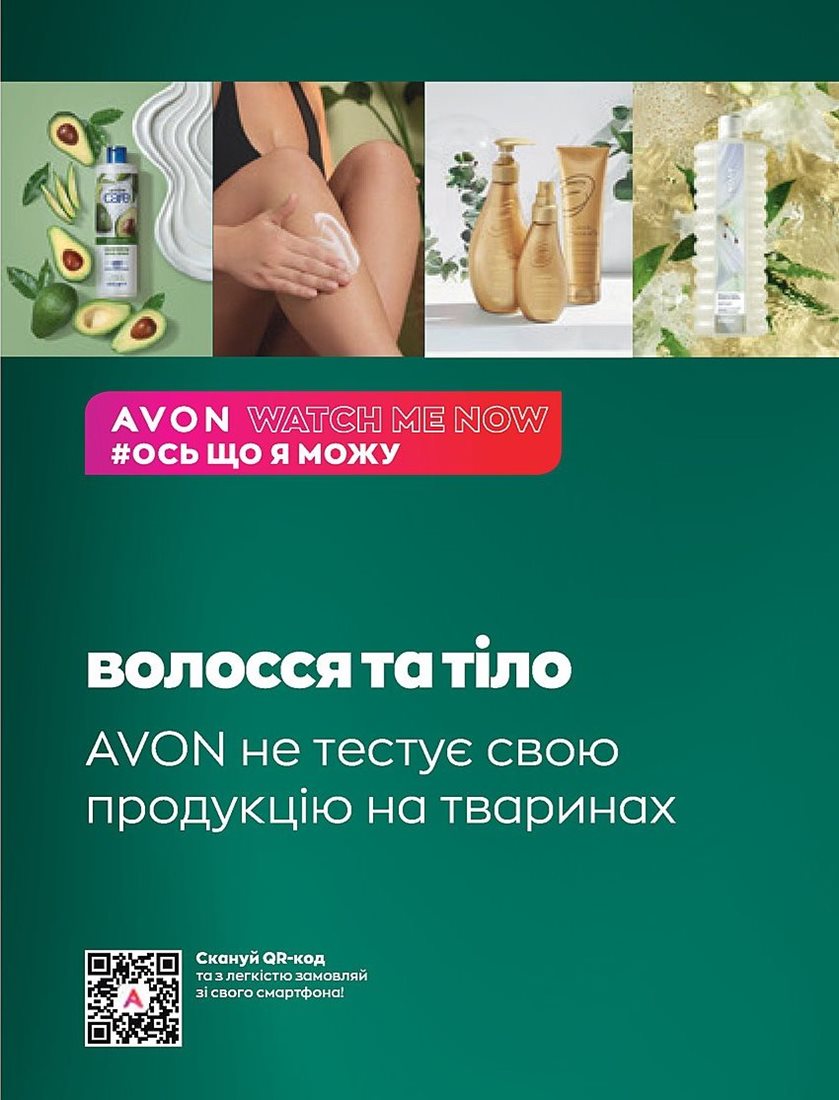 care
AVON WATCH ME NOW
#ОСЬ ЩО Я МОЖУ
волосся та тіло
AVON не тестує свою
продукцію на тваринах
Скануй QR-код
та з легкістю замовляй
зі свого смартфона!